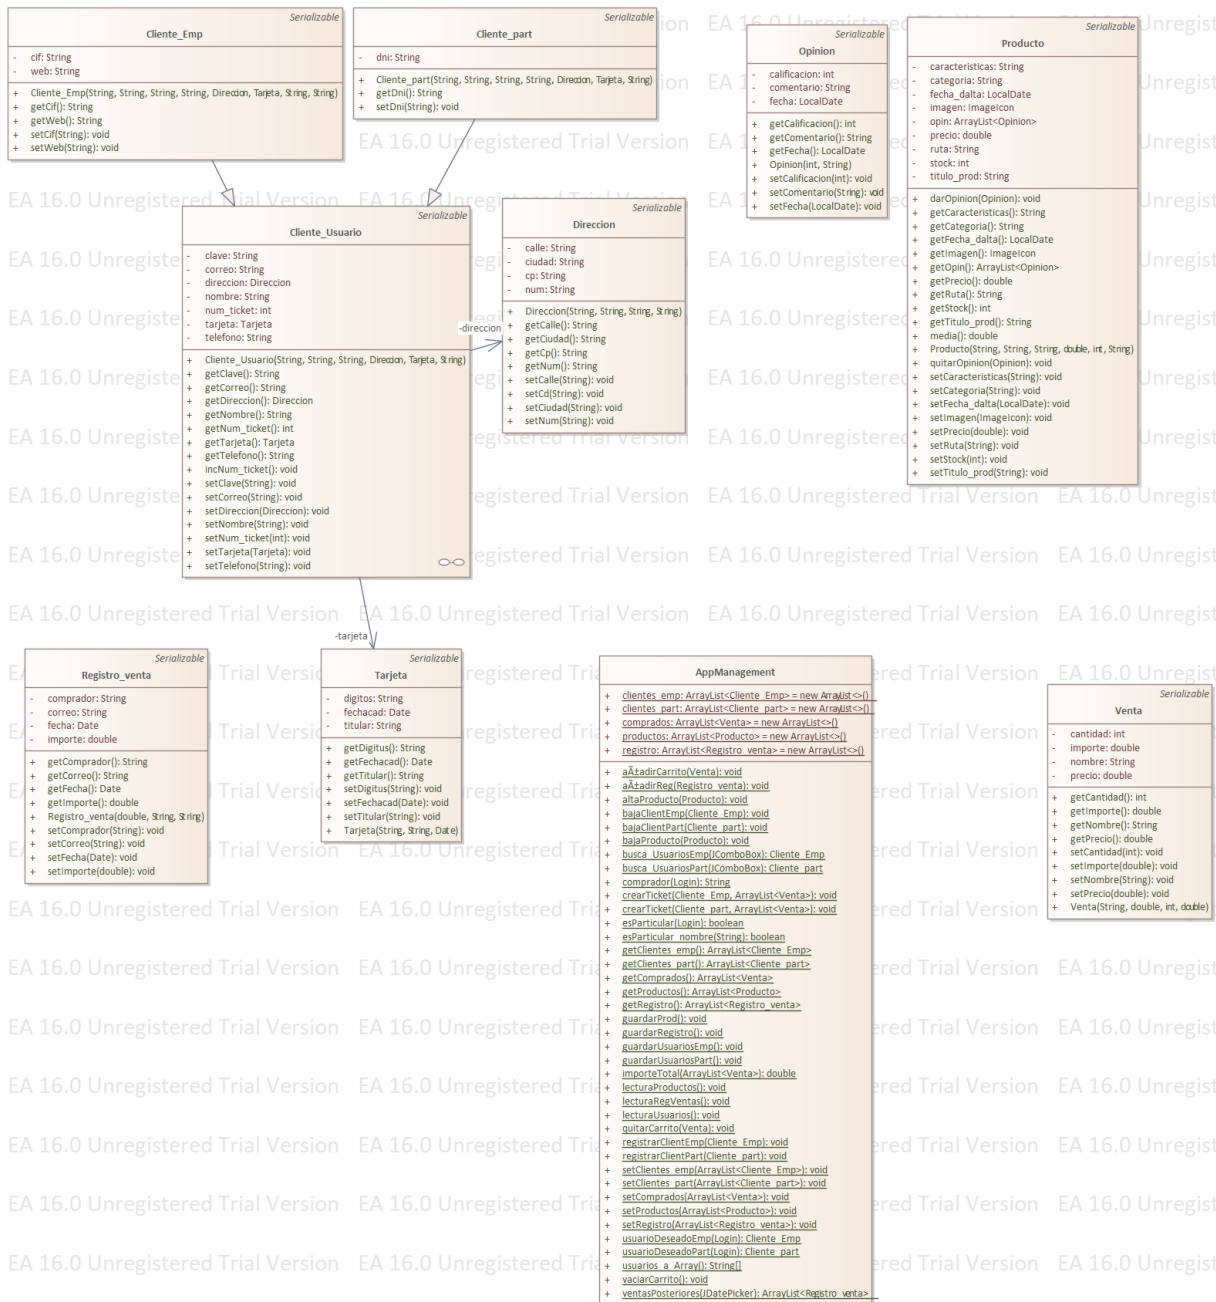 Serializable
Cliente_Emp
- cif: String
- web: String
+ Cliente_Emp(String, String, String, String, Direccion, Tarjeta, String, String)
+ getCif(): String
+ getWeb(): String
+ setCif(String): void
+ setWeb(String): void
Serializable
Cliente_part
- dni: String
+ Cliente_part(String, String, String, String, Direccion, Tarjeta, String)
+ getDni(): String
+ setDni(String): void
Serializable
Opinion
- calificacion: int
- comentario: String
- fecha: LocalDate
+ getCalificacion(): int
+ getComentario(): String
+ getFecha(): LocalDate
+ Opinion(int, String)
+ setCalificacion(int): void
+ setComentario(String): void
+ setFecha(LocalDate): void
Serializable
Producto
- caracteristicas: String
- categoria: String
- fecha_dalta: LocalDate
- imagen: ImageIcon
- opin: ArrayList<Opinion>
- precio: double
- ruta: String
- stock: int
- titulo_prod: String
+ darOpinion(Opinion): void
+ getCaracteristicas(): String
+ getCategoria(): String
+ getFecha_dalta(): LocalDate
+ getImagen(): ImageIcon
+ getOpin(): ArrayList<Opinion>
+ getPrecio(): double
+ getRuta(): String
+ getStock(): int
+ getTitulo_prod(): String
+ media(): double
+ Producto(String, String, String, double, int, String)
+ quitarOpinion(Opinion): void
+ setCaracteristicas(String): void
+ setCategoria(String): void
+ setFecha_dalta(LocalDate): void
+ setImagen(ImageIcon): void
+ setPrecio(double): void
+ setRuta(String): void
+ setStock(int): void
+ setTitulo_prod(String): void
Serializable
Cliente_Usuario
- clave: String
- correo: String
- direccion: Direccion
- nombre: String
- num_ticket: int
- tarjeta: Tarjeta
- telefono: String
+ Cliente_Usuario(String, String, String, Direccion, Tarjeta, String)
+ getClave(): String
+ getCorreo(): String
+ getDireccion(): Direccion
+ getNombre(): String
+ getNum_ticket(): int
+ getTarjeta(): Tarjeta
+ getTelefono(): String
+ incNum_ticket(): void
+ setClave(String): void
+ setCorreo(String): void
+ setDireccion(Direccion): void
+ setNombre(String): void
+ setNum_ticket(int): void
+ setTarjeta(Tarjeta): void
+ setTelefono(String): void
-direccion
Serializable
Direccion
- calle: String
- ciudad: String
- cp: String
- num: String
+ Direccion(String, String, String, String)
+ getCalle(): String
+ getCiudad(): String
+ getCp(): String
+ getNum(): String
+ setCalle(String): void
+ setCd(String): void
+ setCiudad(String): void
+ setNum(String): void
-tarjeta
Serializable
Registro_venta
- comprador: String
- correo: String
- fecha: Date
- importe: double
+ getComprador(): String
+ getCorreo(): String
+ getFecha(): Date
+ getImporte(): double
+ Registro_venta(double, String, String)
+ setComprador(String): void
+ setCorreo(String): void
+ setFecha(Date): void
+ setImporte(double): void
Serializable
Tarjeta
- digitos: String
- fechacad: Date
- titular: String
+ getDigitus(): String
+ getFechacad(): Date
+ getTitular(): String
+ setDigitus(String): void
+ setFechacad(Date): void
+ setTitular(String): void
+ Tarjeta(String, String, Date)
AppManagement
+ clientes_emp: ArrayList<Cliente_Emp> = new ArrayList<>()
+ clientes_part: ArrayList<Cliente_part> = new ArrayList<>()
+ comprados: ArrayList<Venta> = new ArrayList<>()
+ productos: ArrayList<Producto> = new ArrayList<>()
+ registro: ArrayList<Registro_venta> = new ArrayList<>()
+ aÃ±adirCarrito(Venta): void
+ aÃ±adirReg(Registro_venta): void
+ altaProducto(Producto): void
+ bajaClientEmp(Cliente_Emp): void
+ bajaClientPart(Cliente_part): void
+ bajaProducto(Producto): void
+ busca_UsuariosEmp(JComboBox): Cliente_Emp
+ busca_UsuariosPart(JComboBox): Cliente_part
+ comprador(Login): String
+ crearTicket(Cliente_Emp, ArrayList<Venta>): void
+ crearTicket(Cliente_part, ArrayList<Venta>): void
+ esParticular(Login): boolean
+ esParticular_nombre(String): boolean
+ getClientes_emp(): ArrayList<Cliente_Emp>
+ getClientes_part(): ArrayList<Cliente_part>
+ getComprados(): ArrayList<Venta>
+ getProductos(): ArrayList<Producto>
+ getRegistro(): ArrayList<Registro_venta>
+ guardarProd(): void
+ guardarRegistro(): void
+ guardarUsuariosEmp(): void
+ guardarUsuariosPart(): void
+ importeTotal(ArrayList<Venta>): double
+ lecturaProductos(): void
+ lecturaRegVentas(): void
+ lecturaUsuarios(): void
+ quitarCarrito(Venta): void
+ registrarClientEmp(Cliente_Emp): void
+ registrarClientPart(Cliente_part): void
+ setClientes_emp(ArrayList<Cliente_Emp>): void
+ setClientes_part(ArrayList<Cliente_part>): void
+ setComprados(ArrayList<Venta>): void
+ setProductos(ArrayList<Producto>): void
+ setRegistro(ArrayList<Registro_venta>): void
+ usuarioDeseadoEmp(Login): Cliente_Emp
+ usuarioDeseadoPart(Login): Cliente_part
+ usuarios_a_Array(): String[]
+ vaciarCarrito(): void
+ ventasPosteriores(JDatePicker): ArrayList<Registro_venta>
Serializable
Venta
- cantidad: int
- importe: double
- nombre: String
- precio: double
+ getCantidad(): int
+ getImporte(): double
+ getNombre(): String
+ getPrecio(): double
+ setCantidad(int): void
+ setImporte(double): void
+ setNombre(String): void
+ setPrecio(double): void
+ Venta(String, double, int, double)
EA 16.0 Unregistered Trial Version